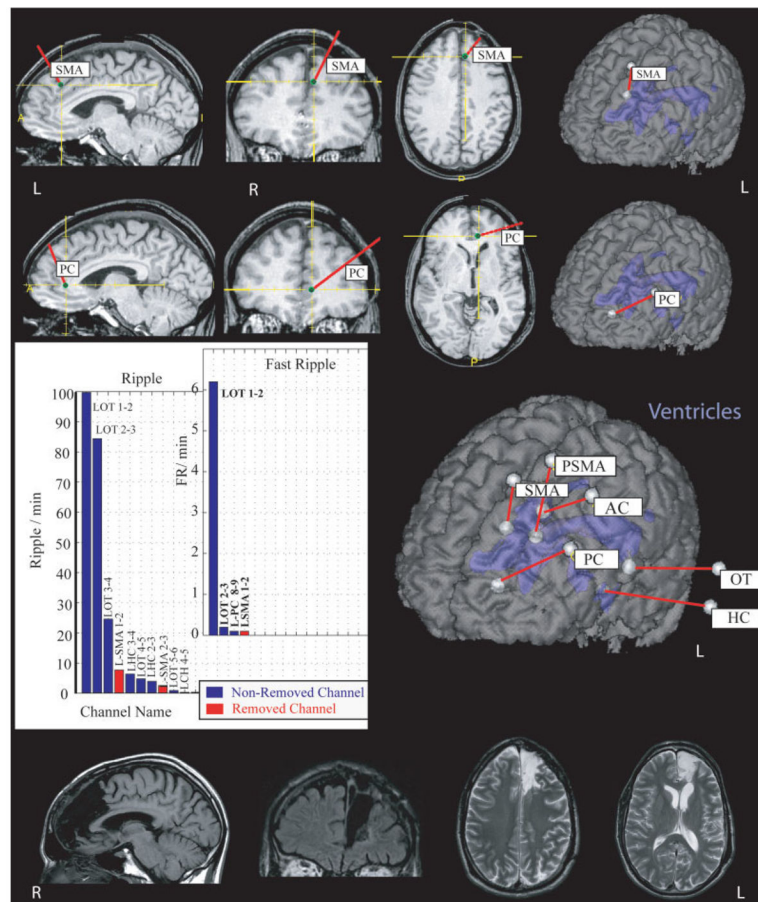 SMA
SMA
SMA
SMA
A
A
P
L
R
L
PC
PC
PC
PC
A
P
Ripple
Fast Ripple
Ripple / min
100
90
80
70
60
50
40
30
20
10
0
LOT 1-2
LOT 2-3
LOT 3-4
L-SMA 1-2
LHC 3-4
LOT 4-5
LHC 2-3
L-SMA 2-3
LOT 5-6
LCH 4-5
Channel Name
FR/ min
6
5
4
3
2
1
0
LOT 1-2
LOT 2-3
L-PC 8-9
LSMA 1-2
Non-Removed Channel
Removed Channel
Ventricles
PSMA
SMA
AC
PC
OT
HC
L
R
L